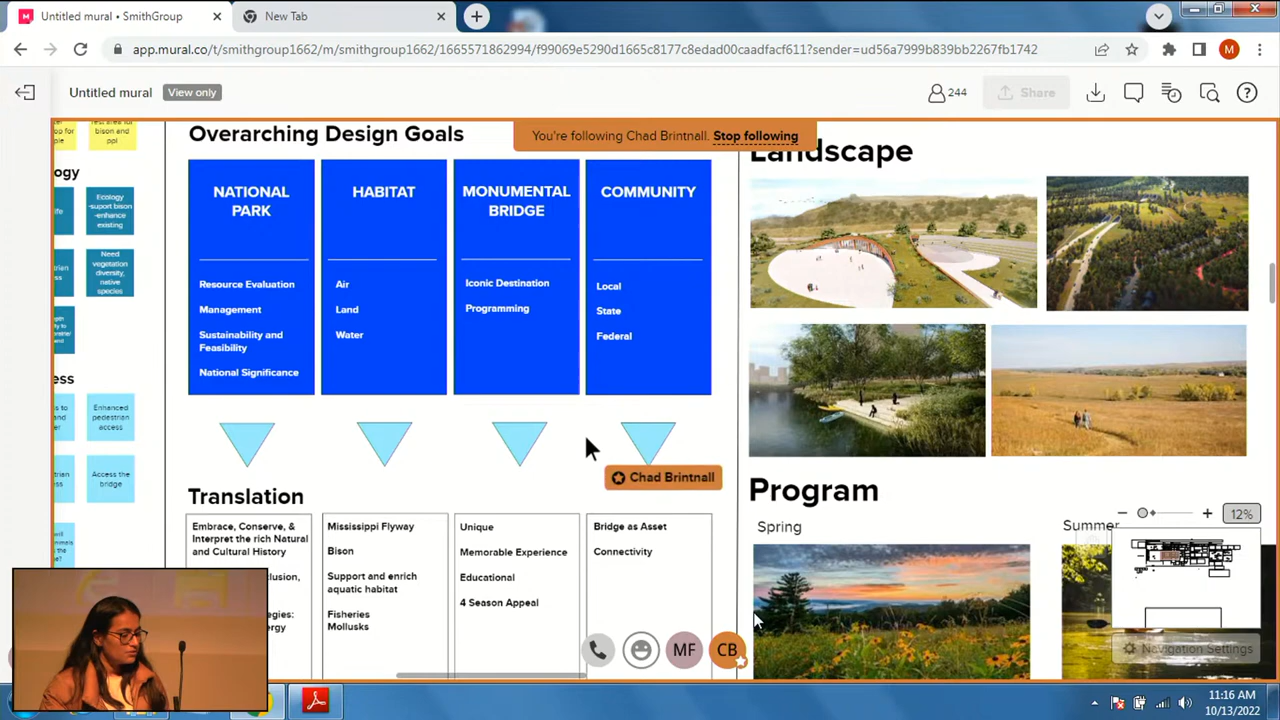 Untitled mural • SmithGroup
New Tab
app.mural.co/t/smithgroup1662/m/smithgroup1662/1665571862994/f99069e5290d1665c8177c8edad00caadfacf611?sender=ud56a7999b839bb2267fb1742
M
Untitled mural
View only
244
Share
You're following Chad Brintnall. Stop following
bison and
ppl
Ecology
-suport bison
-enhance
existing
Need
vegetation
diversity,
native
species
Enhanced
pedestrian
access
Access the
bridge
Overarching Design Goals
NATIONAL
PARK
Resource Evaluation
Management
Sustainability and
Feasibility
National Significance
HABITAT
Air
Land
Water
MONUMENTAL
BRIDGE
Iconic Destination
Programming
COMMUNITY
Local
State
Federal
Chad Brintnall
Translation
Embrace, Conserve, &
Interpret the rich Natural
and Cultural History
Mississippi Flyway
Bison
Support and enrich
aquatic habitat
Fisheries
Mollusks
Unique
Memorable Experience
Educational
4 Season Appeal
Bridge as Asset
Connectivity
Landscape
Program
Spring
Summer
12%
MF
CB
Navigation Settings
11:16 AM
10/13/2022